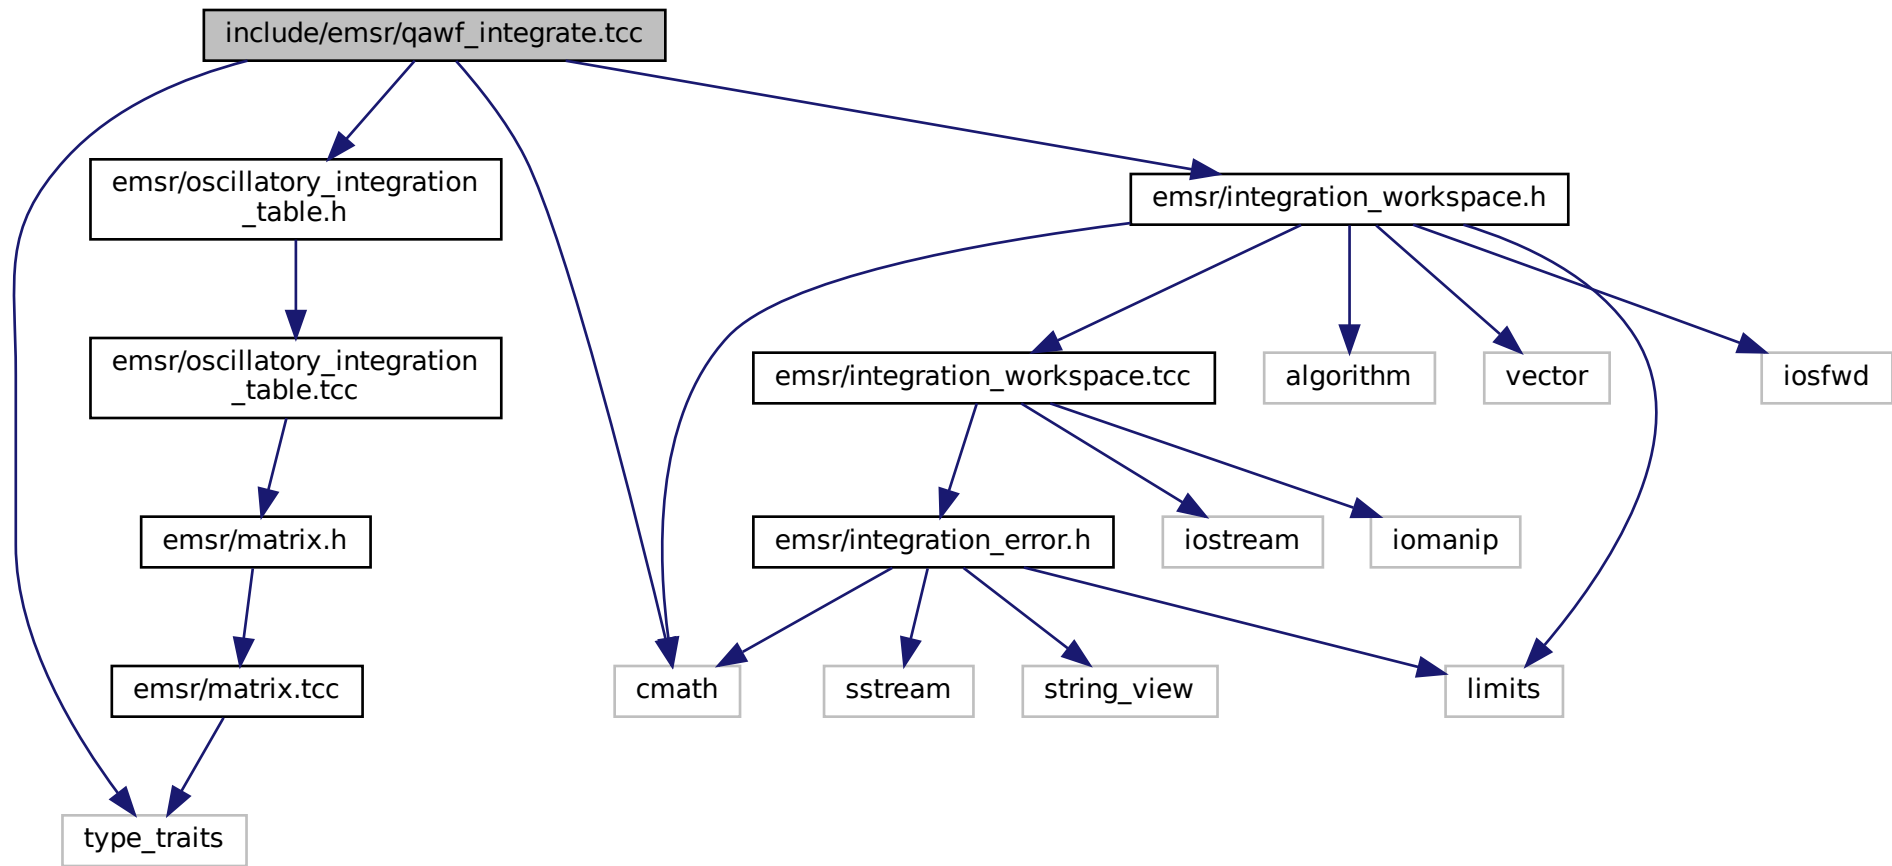 include/emsr/qawf_integrate.tcc
emsr/oscillatory_integration
_table.h
emsr/integration_workspace.h
emsr/oscillatory_integration
_table.tcc
emsr/integration_workspace.tcc
algorithm
vector
iosfwd
emsr/matrix.h
emsr/integration_error.h
iostream
iomanip
emsr/matrix.tcc
cmath
sstream
string_view
limits
type_traits